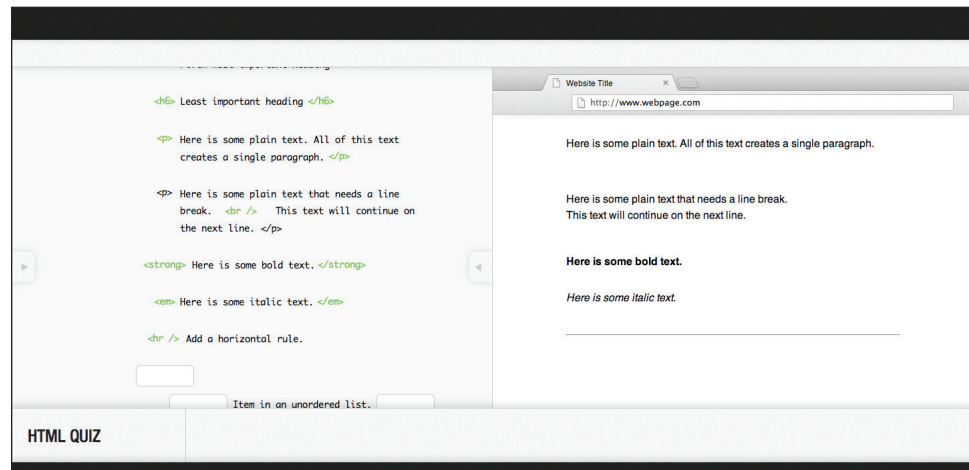 <h6> Least important heading </h6>
<p> Here is some plain text. All of this text
creates a single paragraph. </p>
<p> Here is some plain text that needs a line
break. <br /> This text will continue on
the next line. </p>
<strong> Here is some bold text. </strong>
<em> Here is some italic text. </em>
<hr /> Add a horizontal rule.
Item in an unordered list.
Website Title ×
http://www.webpage.com
Here is some plain text. All of this text creates a single paragraph.
Here is some plain text that needs a line break.
This text will continue on the next line.
Here is some bold text.
Here is some italic text.
HTML QUIZ